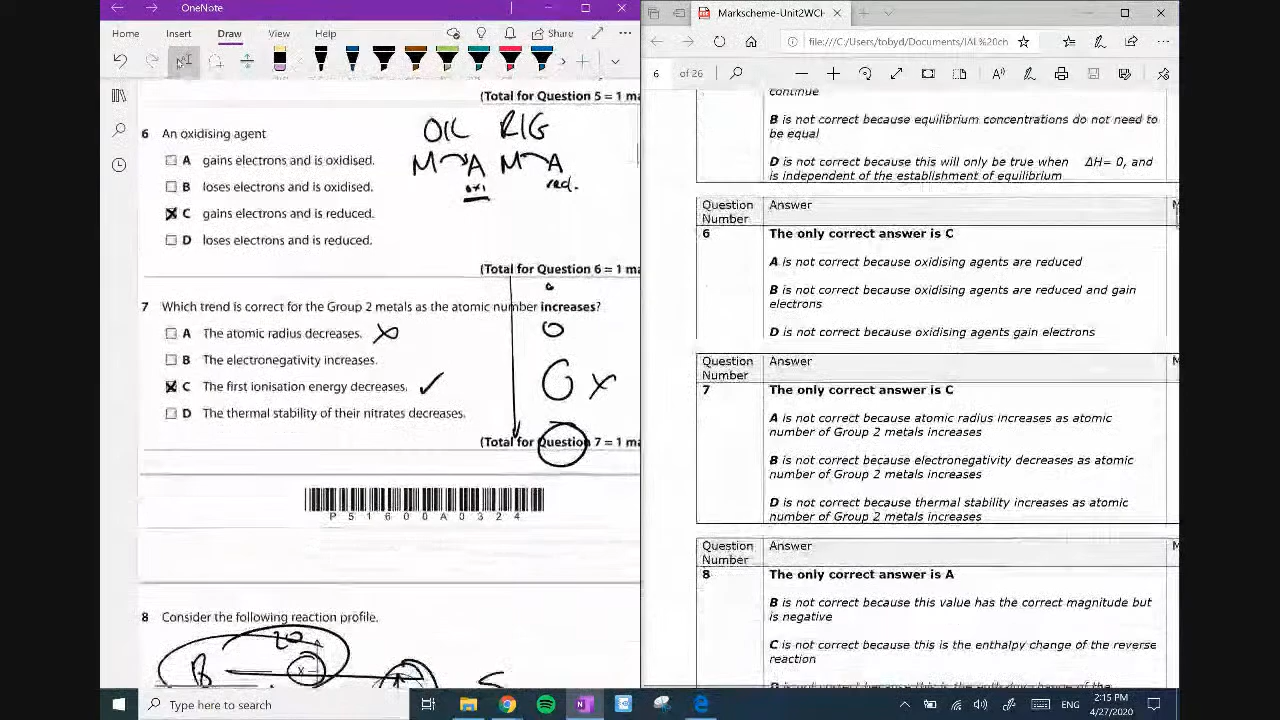 OneNote
Home Insert Draw View Help
(Total for Question 5 = 1 ma
6 An oxidising agent
A gains electrons and is oxidised.
B loses electrons and is oxidised.
C gains electrons and is reduced.
D loses electrons and is reduced.
OIL RIG
M A M A
oxi red.
(Total for Question 6 = 1 ma
7 Which trend is correct for the Group 2 metals as the atomic number increases?
A The atomic radius decreases.
B The electronegativity increases.
C The first ionisation energy decreases.
D The thermal stability of their nitrates decreases.
(Total for Question 7 = 1 ma
P51600A0324
8 Consider the following reaction profile.
20
B
Markscheme-Unit2WCH
file:///C:/Users/tobyd/Documents/IAL%20ch
6 of 26
continue
B is not correct because equilibrium concentrations do not need to
be equal
D is not correct because this will only be true when ΔH= 0, and
is independent of the establishment of equilibrium
Question Number Answer M
6 The only correct answer is C
A is not correct because oxidising agents are reduced
B is not correct because oxidising agents are reduced and gain
electrons
D is not correct because oxidising agents gain electrons
Question Number Answer
7 The only correct answer is C
A is not correct because atomic radius increases as atomic
number of Group 2 metals increases
B is not correct because electronegativity decreases as atomic
number of Group 2 metals increases
D is not correct because thermal stability increases as atomic
number of Group 2 metals increases
Question Number Answer M
8 The only correct answer is A
B is not correct because this value has the correct magnitude but
is negative
C is not correct because this is the enthalpy change of the reverse
reaction
Type here to search
ENG
2:15 PM
4/27/2020